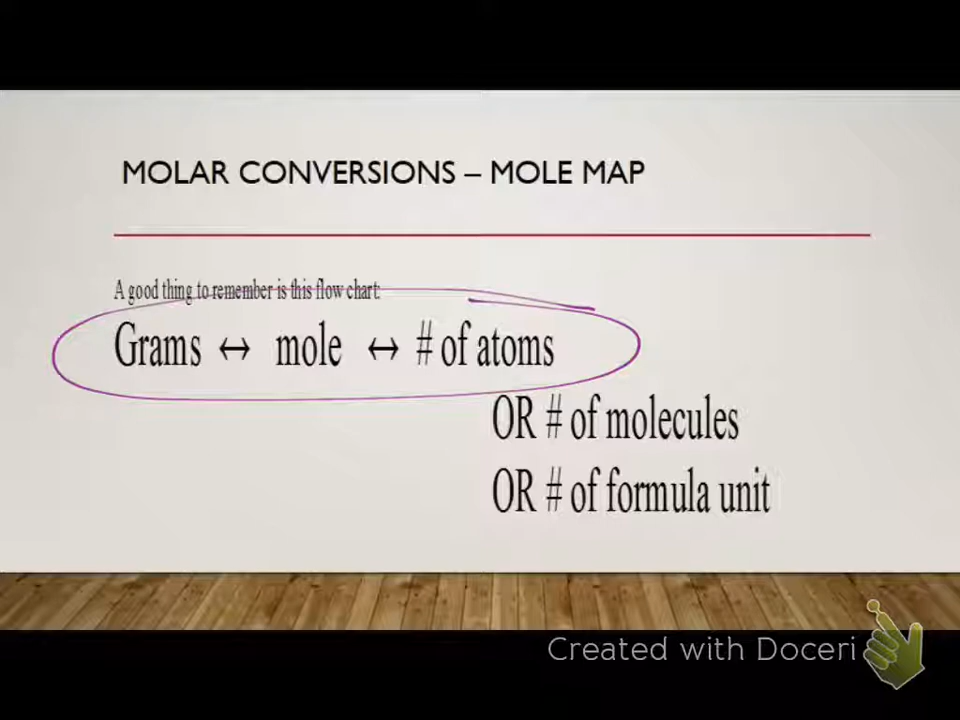 MOLAR CONVERSIONS – MOLE MAP
A good thing to remember is this flow chart:
Grams ↔ mole ↔ # of atoms
OR # of molecules
OR # of formula unit
Created with Doceri